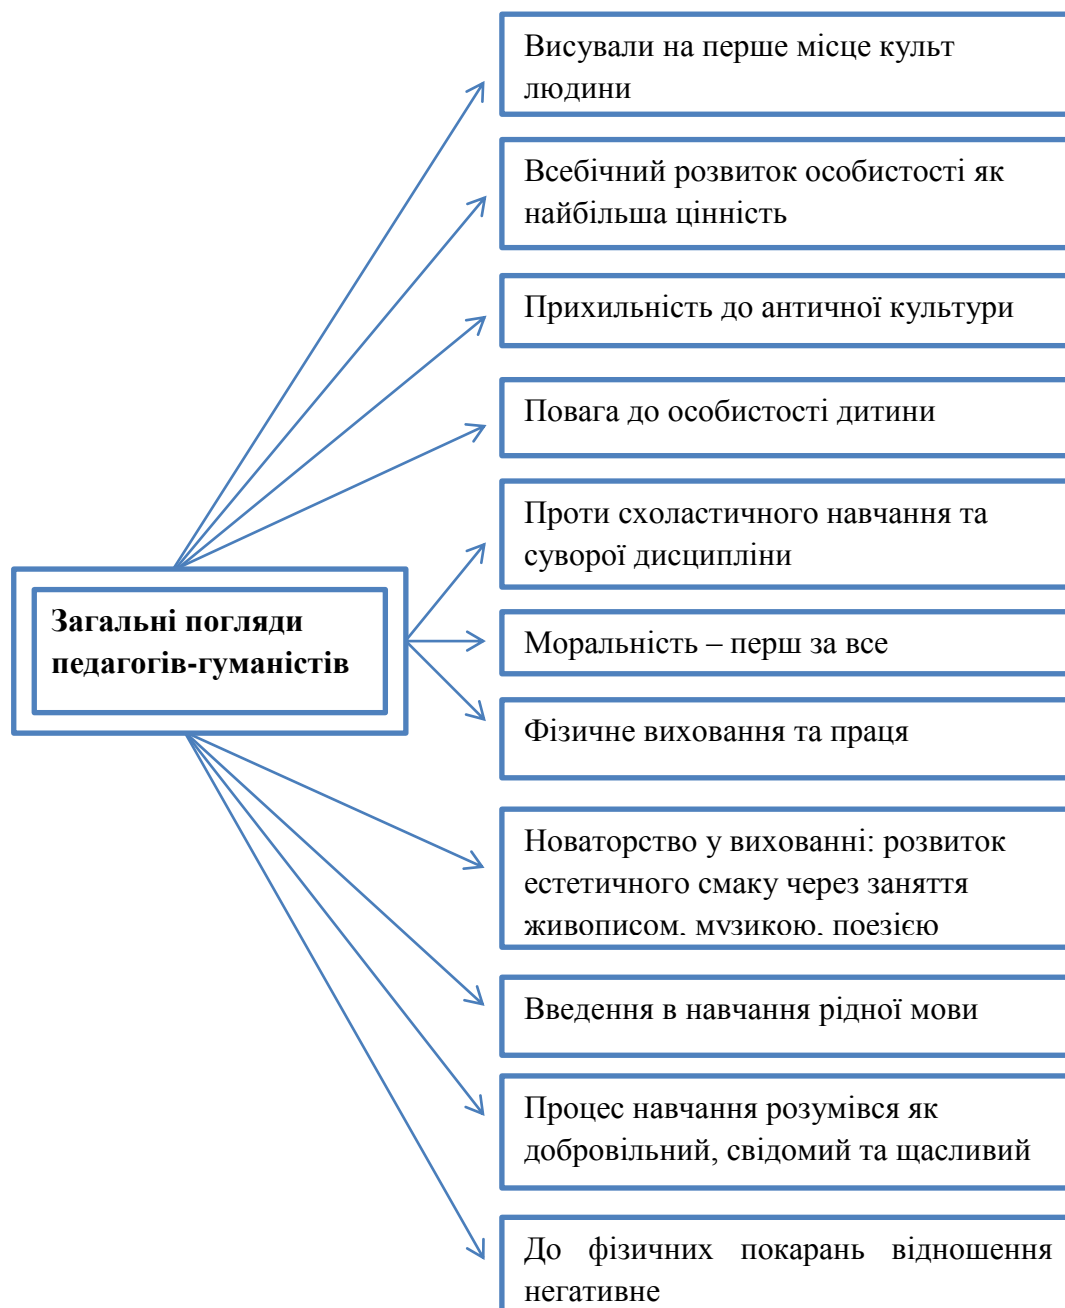 Висували на перше місце культ
людини
Всебічний розвиток особистості як
найбільша цінність
Прихильність до античної культури
Повага до особистості дитини
Проти схоластичного навчання та
суворої дисципліни
Загальні погляди
педагогів-гуманістів
Моральність – перш за все
Фізичне виховання та праця
Новаторство у вихованні: розвиток
естетичного смаку через заняття
живописом, музикою, поезією
Введення в навчання рідної мови
Процес навчання розумівся як
добровільний, свідомий та щасливий
До фізичних покарань відношення
негативне